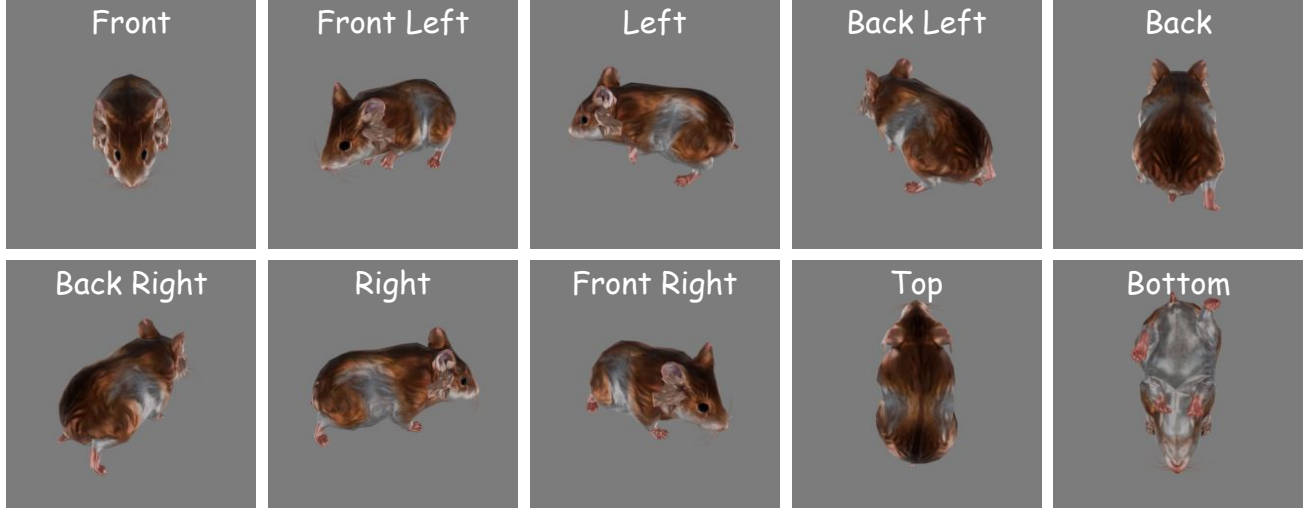 Front
Front Left
Left
Back Left
Back
Back Right
Right
Front Right
Top
Bottom